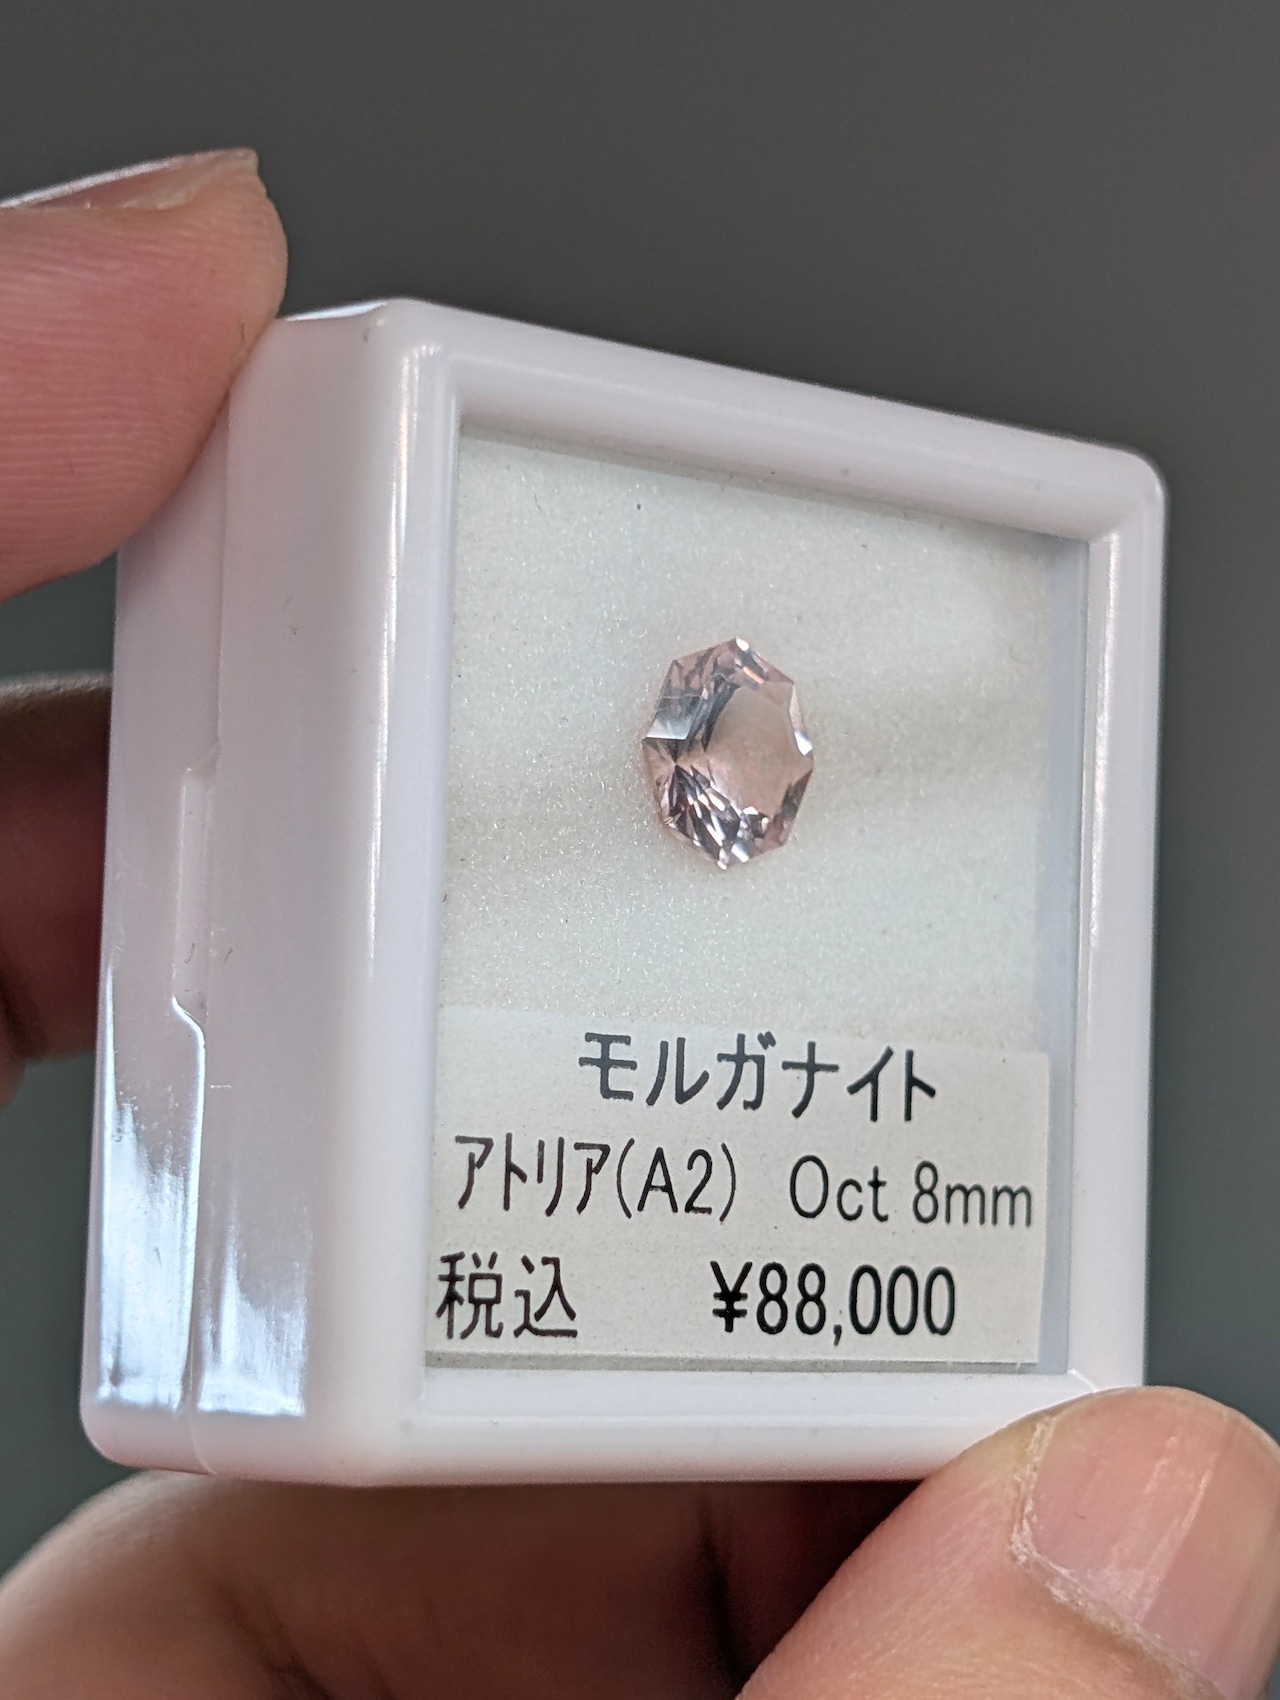 モルガナイト
アトリア(A2) Oct 8mm
税込 ¥88,000